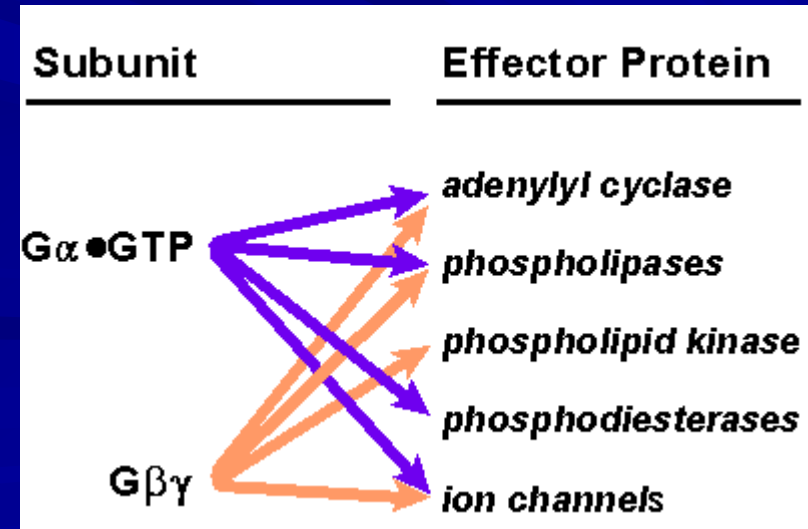 Subunit
Effector Protein
adenylyl cyclase
Gα●GTP
phospholipases
phospholipid kinase
phosphodiesterases
Gβγ
ion channels